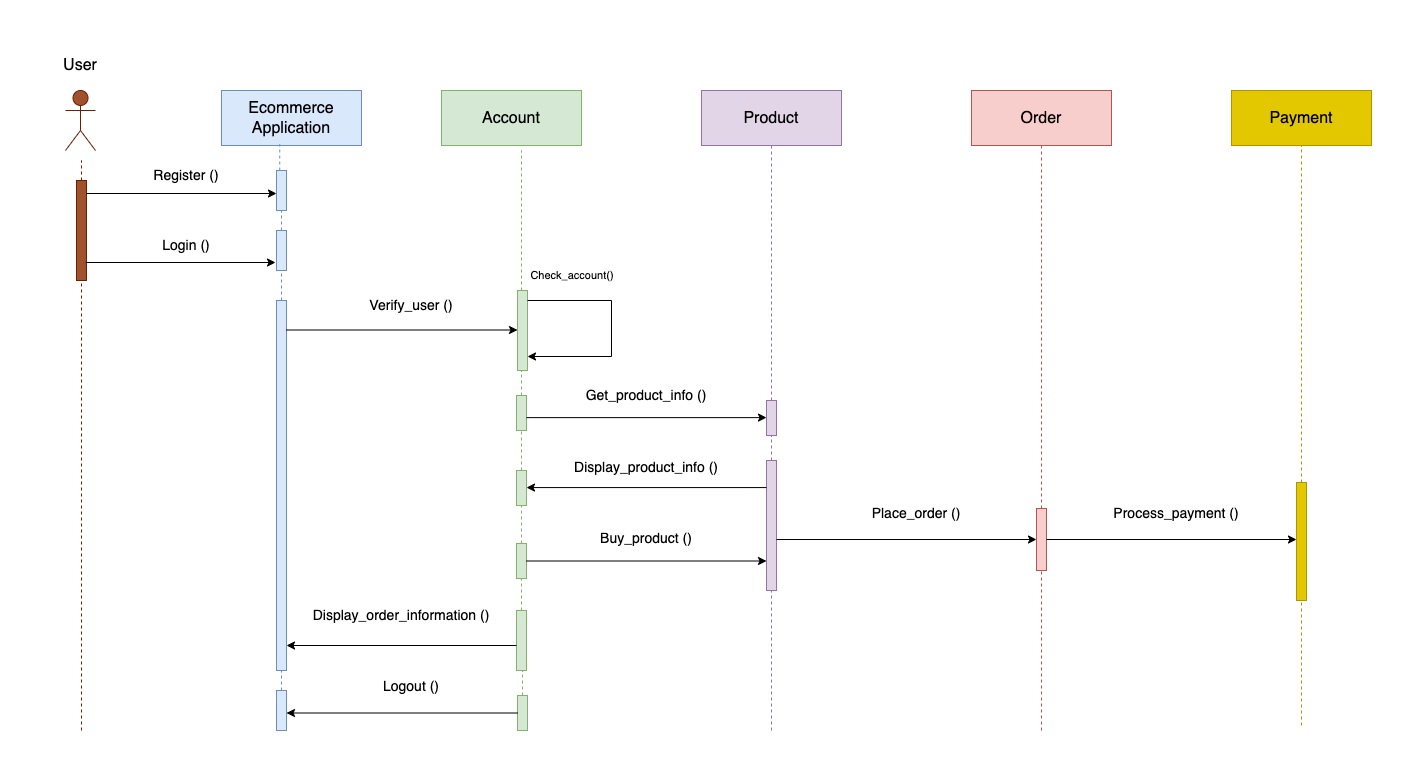 User
Ecommerce
Application
Account
Product
Order
Payment
Register ()
Login ()
Check_account()
Verify_user ()
Get_product_info ()
Display_product_info ()
Place_order ()
Process_payment ()
Buy_product ()
Display_order_information ()
Logout ()